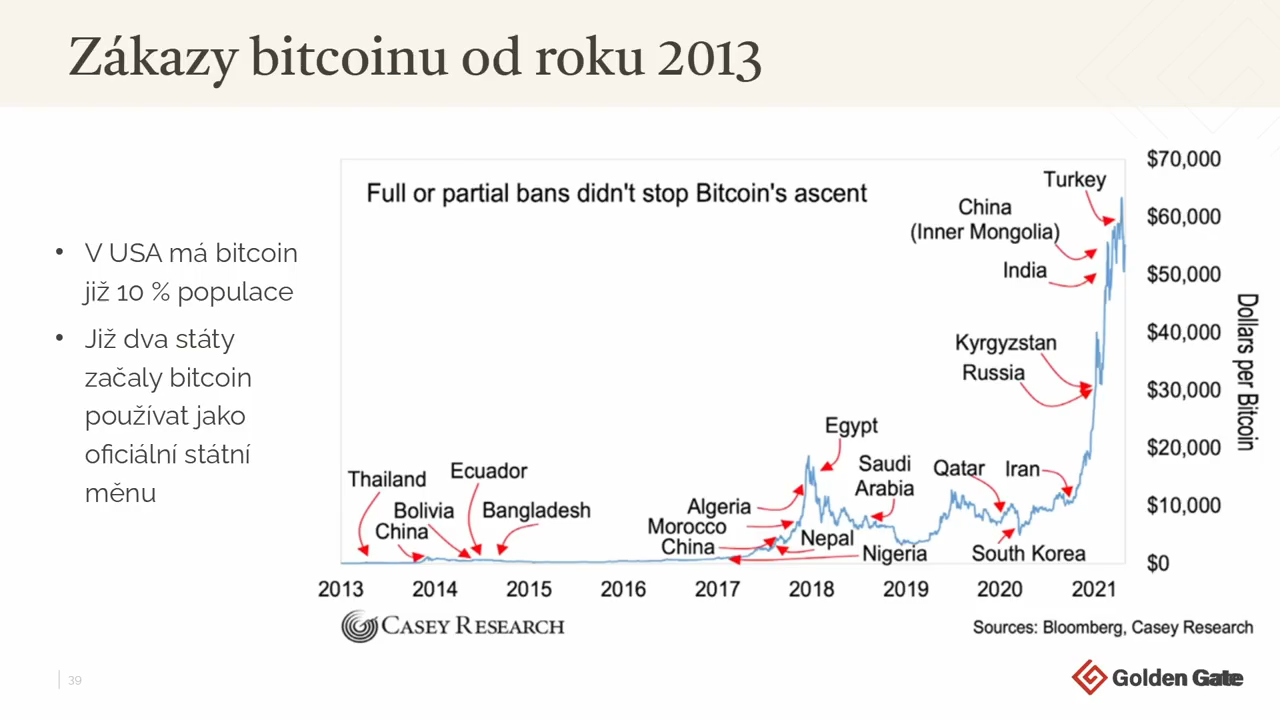 Zákazy bitcoinu od roku 2013
• V USA má bitcoin
již 10 % populace
• Již dva státy
začaly bitcoin
používat jako
oficiální státní
měnu
Full or partial bans didn't stop Bitcoin's ascent
Thailand
Bolivia
China
Ecuador
Bangladesh
Algeria
Morocco
China
Nepal
Nigeria
Egypt
Saudi
Arabia
Qatar
Iran
South Korea
Kyrgyzstan
Russia
Turkey
China
(Inner Mongolia)
India
$70,000
$60,000
$50,000
$40,000
$30,000
$20,000
$10,000
$0
Dollars per Bitcoin
2013 2014 2015 2016 2017 2018 2019 2020 2021
CASEY RESEARCH
Sources: Bloomberg, Casey Research
39
Golden Gate